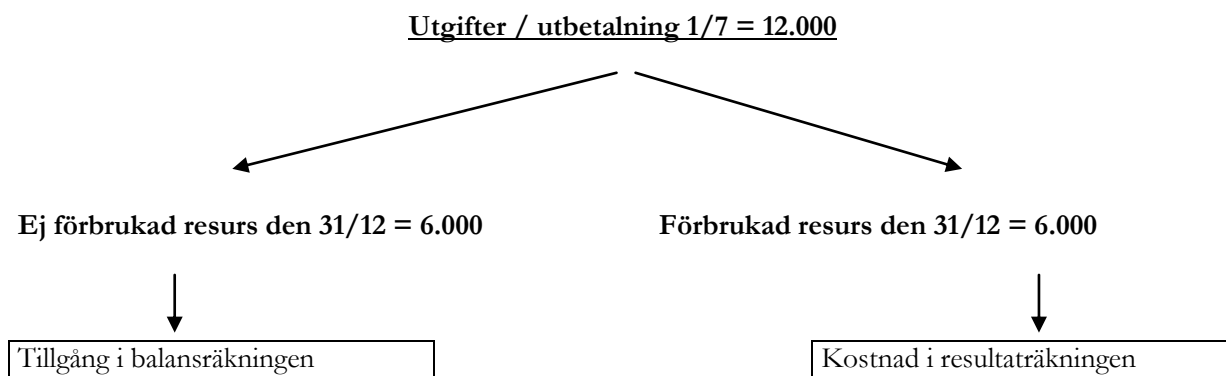 Utgifter / utbetalning 1/7 = 12.000
Ej förbrukad resurs den 31/12 = 6.000
Förbrukad resurs den 31/12 = 6.000
Tillgång i balansräkningen
Kostnad i resultaträkningen